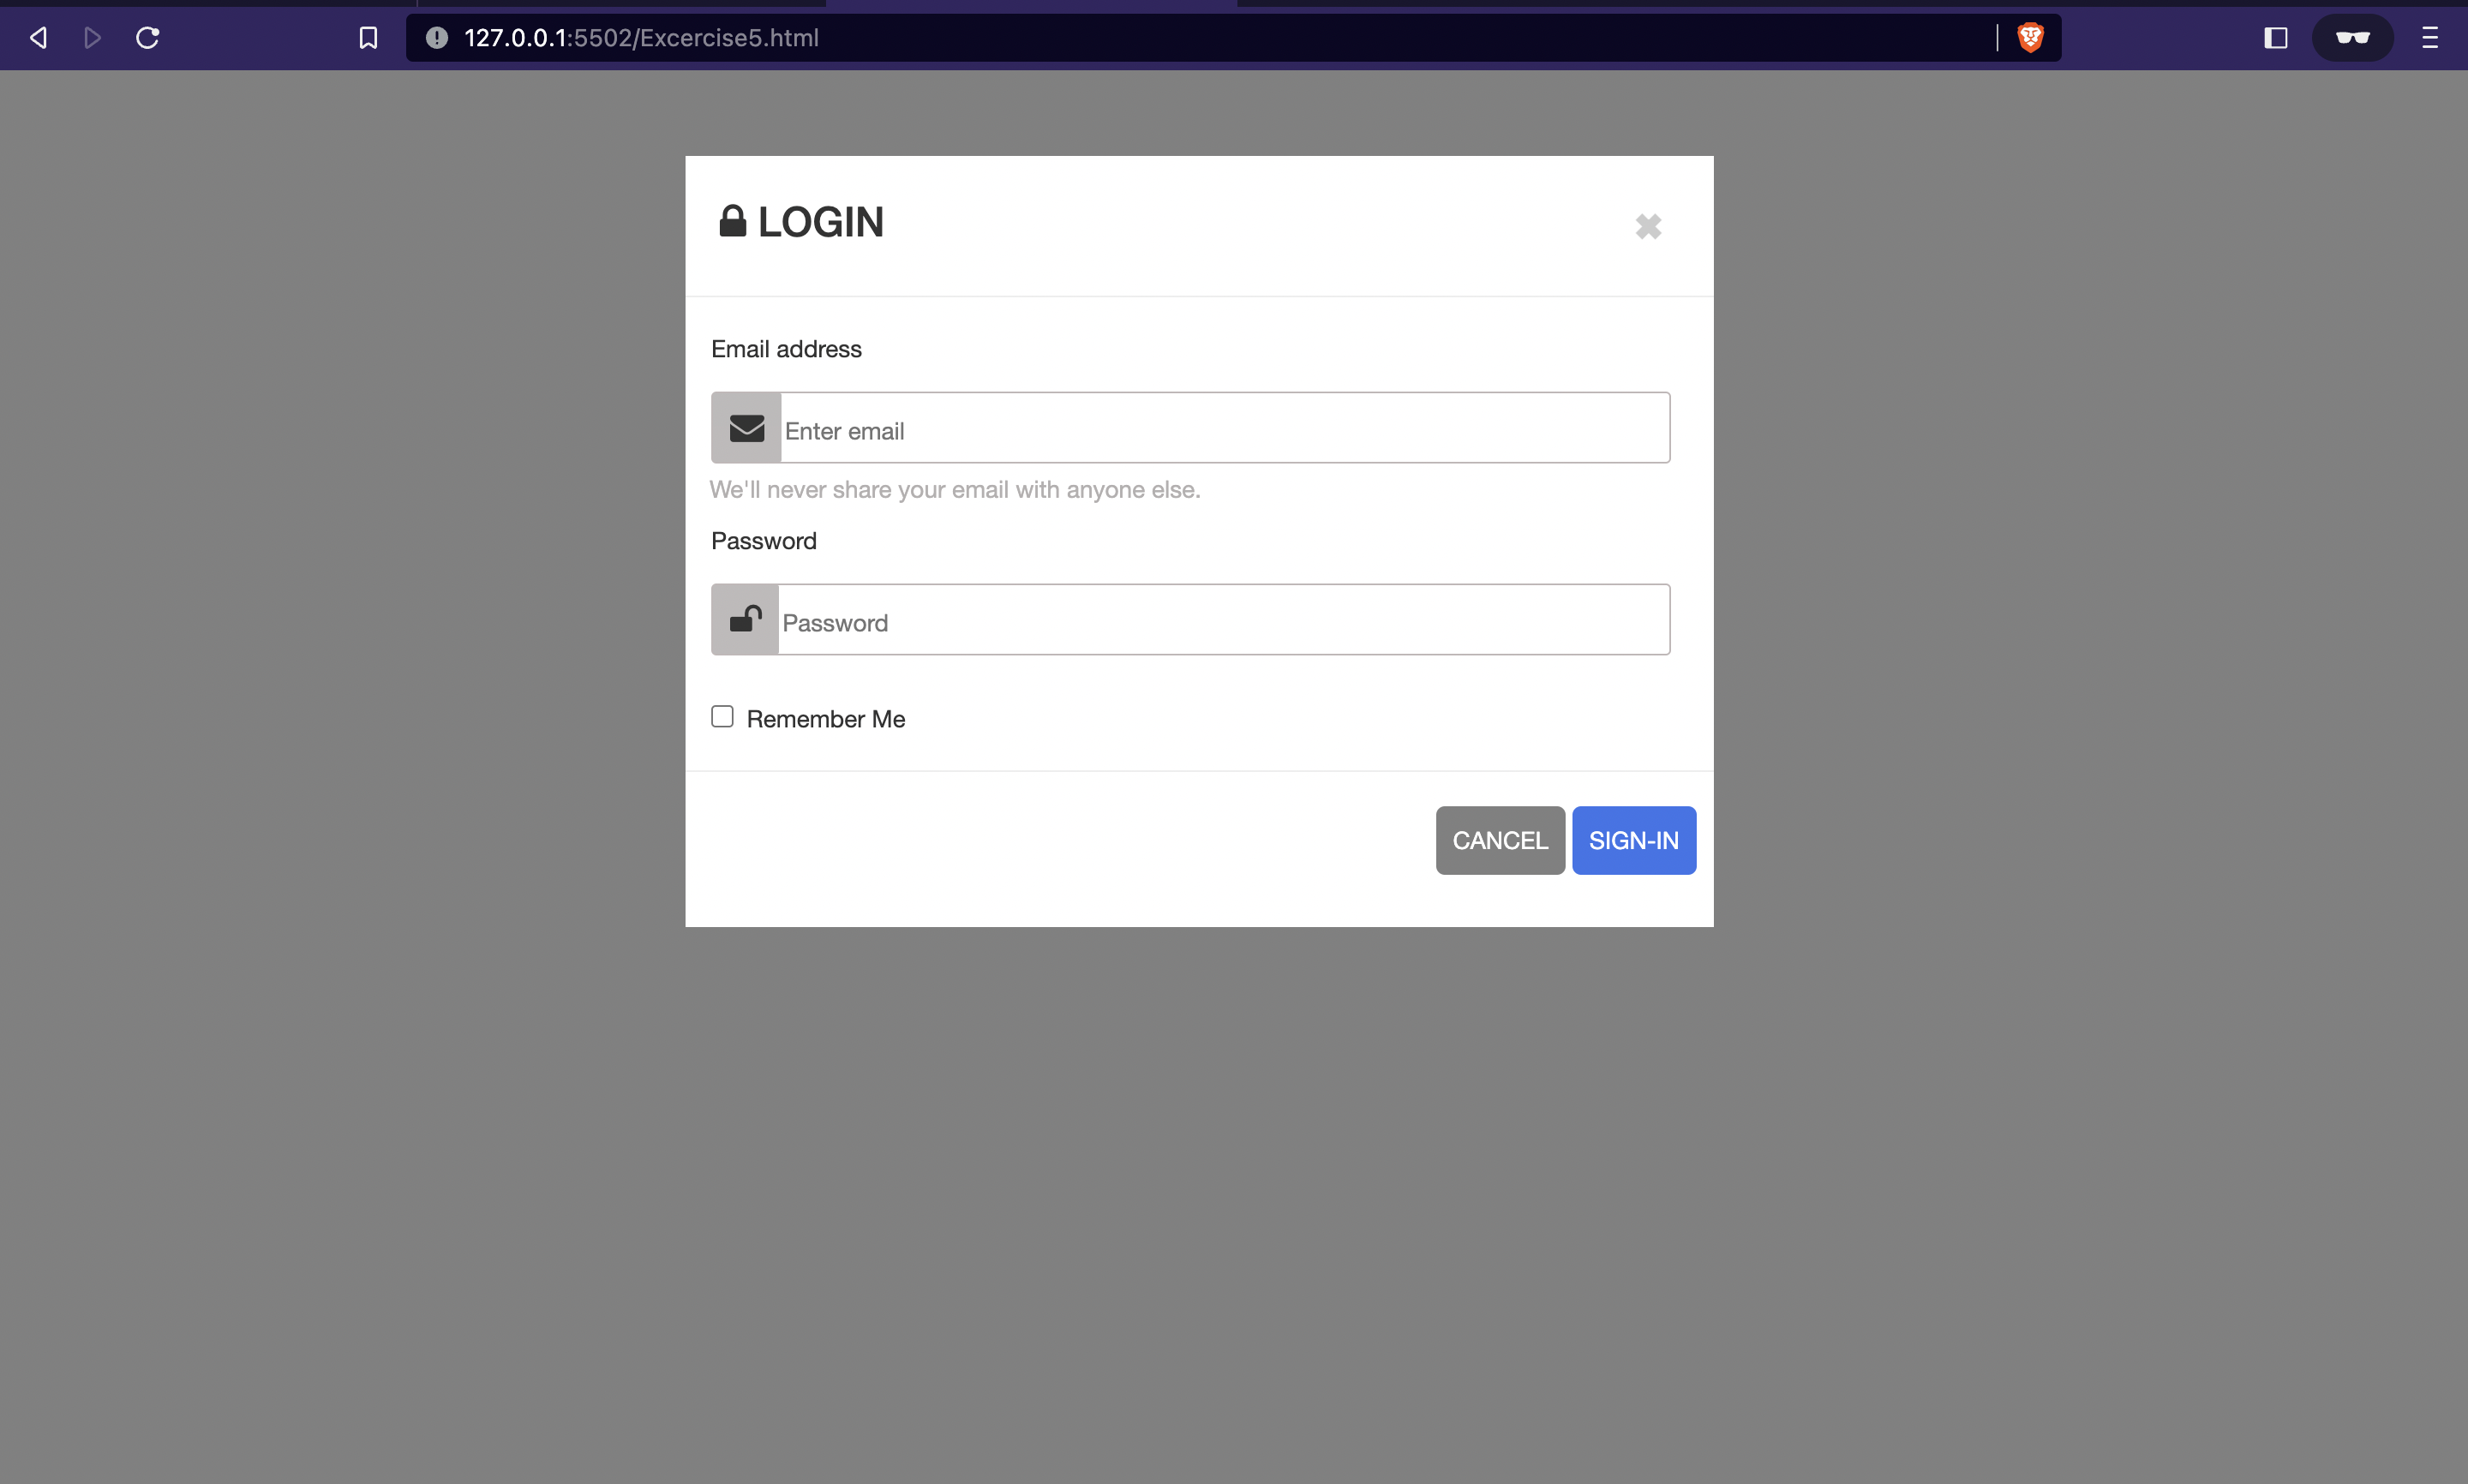 127.0.0.1:5502/Excercise5.html
LOGIN
Email address
Enter email
We'll never share your email with anyone else.
Password
Password
Remember Me
CANCEL SIGN-IN